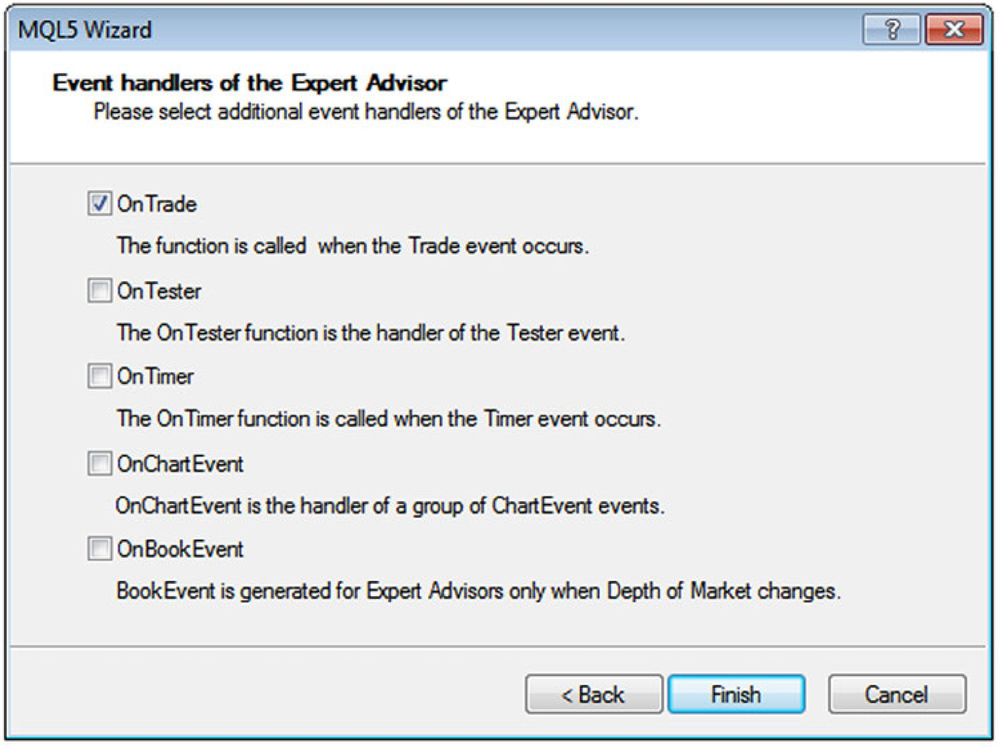 MQL5 Wizard
Event handlers of the Expert Advisor
Please select additional event handlers of the Expert Advisor.
OnTrade
The function is called when the Trade event occurs.
OnTester
The OnTester function is the handler of the Tester event.
OnTimer
The OnTimer function is called when the Timer event occurs.
OnChartEvent
OnChartEvent is the handler of a group of ChartEvent events.
OnBookEvent
BookEvent is generated for Expert Advisors only when Depth of Market changes.
< Back Finish Cancel